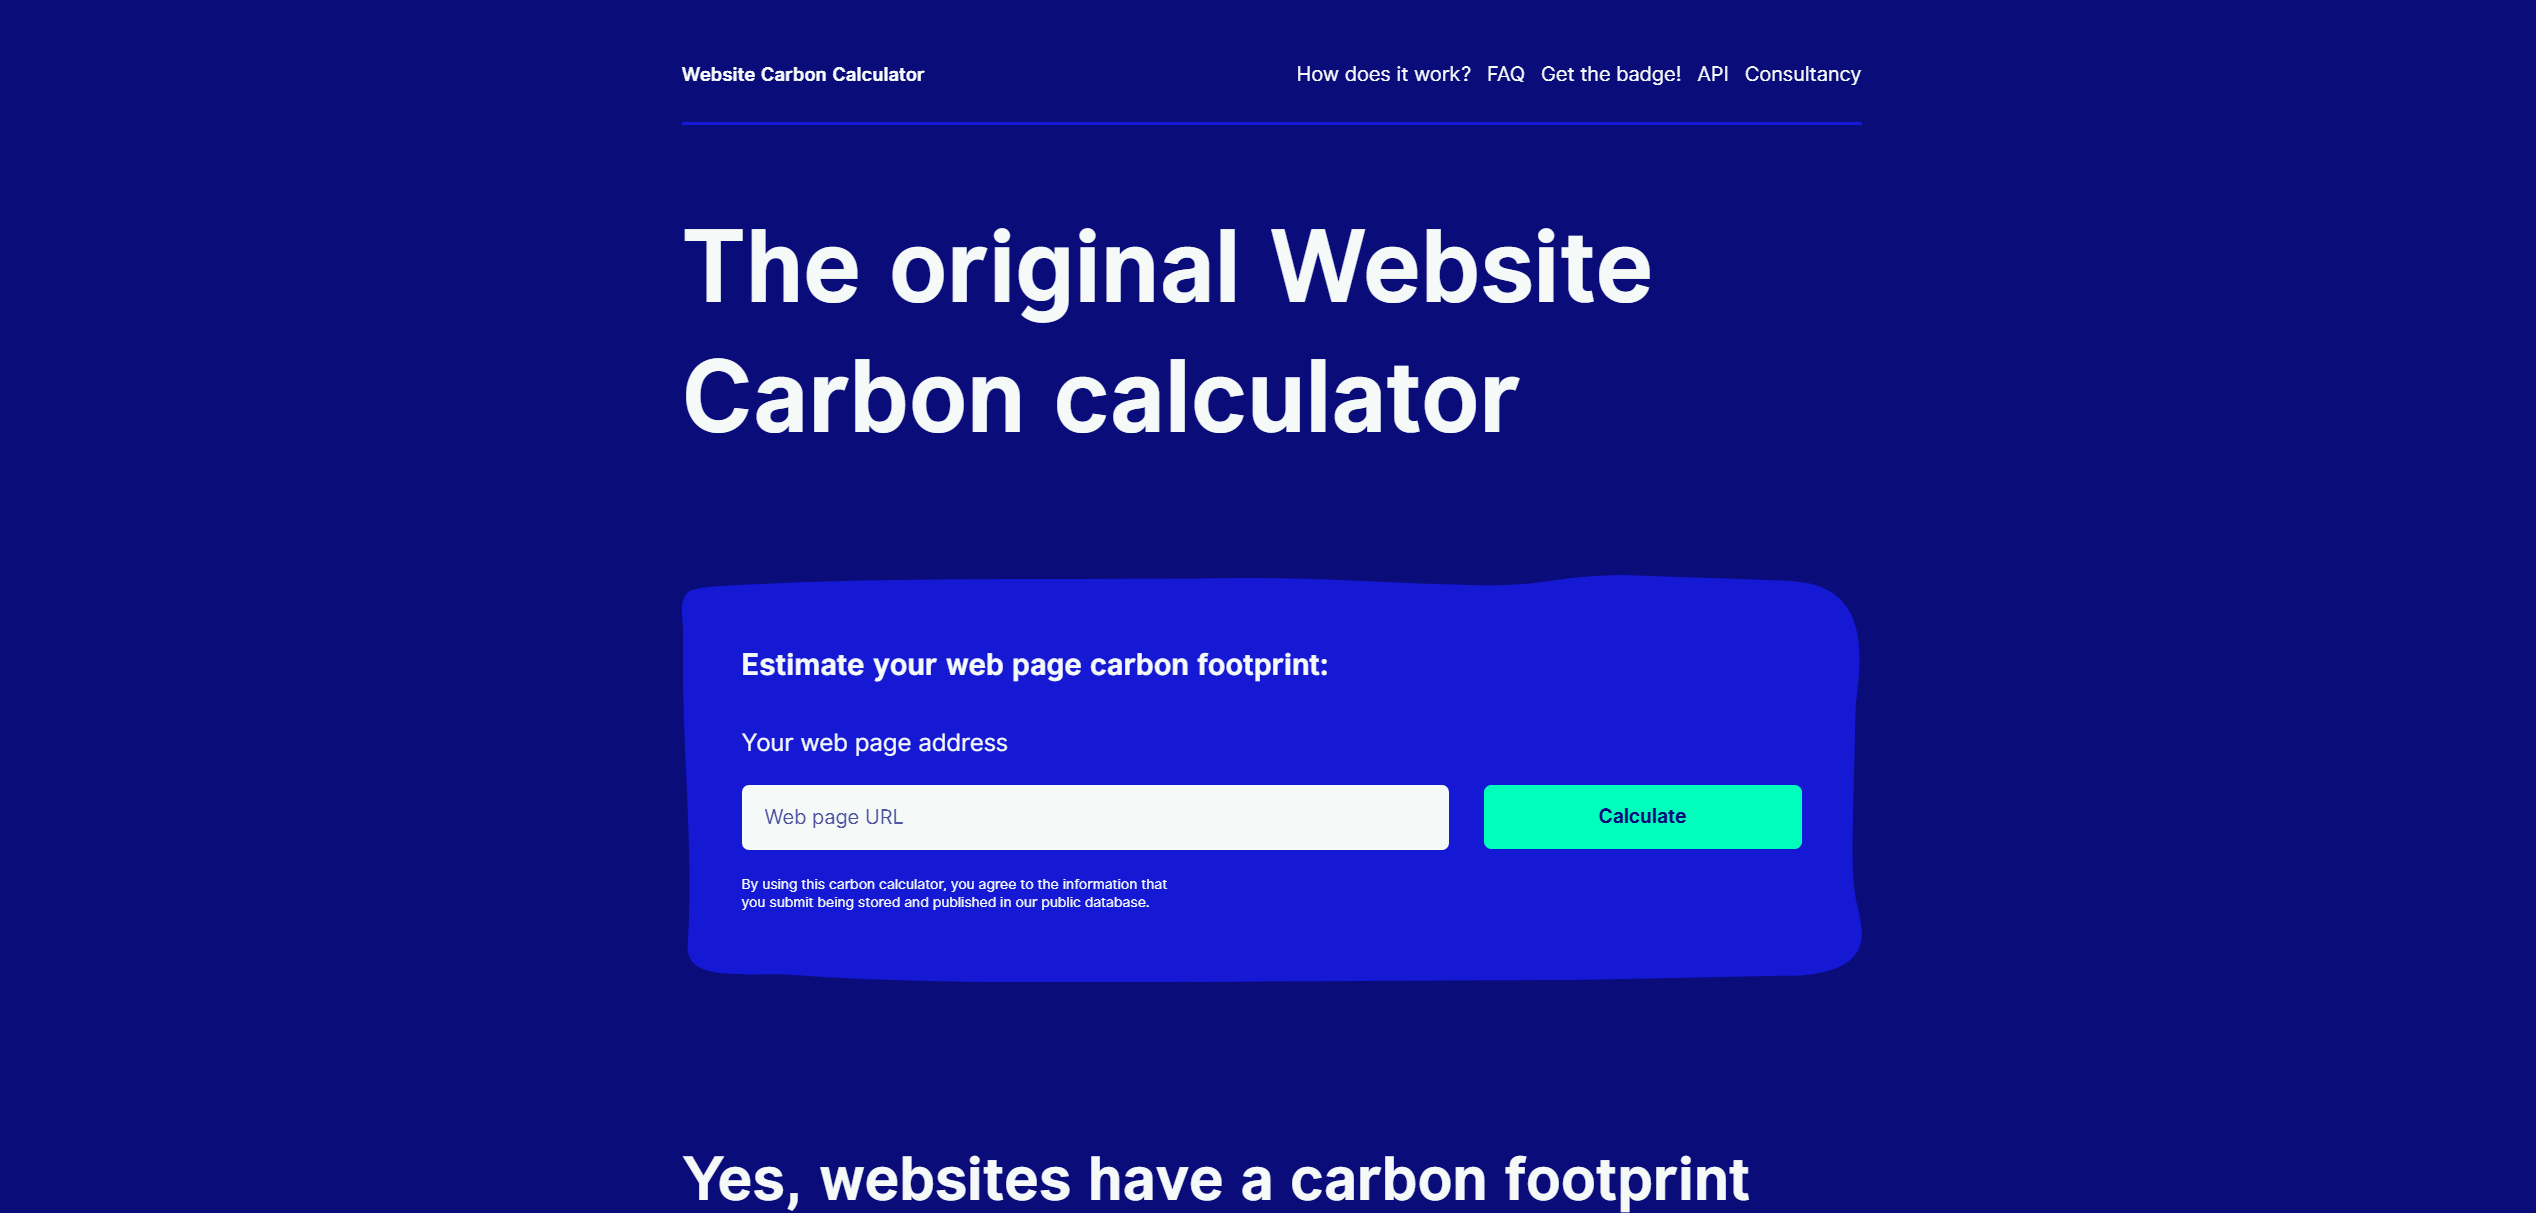 Website Carbon Calculator
How does it work? FAQ Get the badge! API Consultancy
The original Website
Carbon calculator
Estimate your web page carbon footprint:
Your web page address
Web page URL
Calculate
By using this carbon calculator, you agree to the information that
you submit being stored and published in our public database.
Yes, websites have a carbon footprint